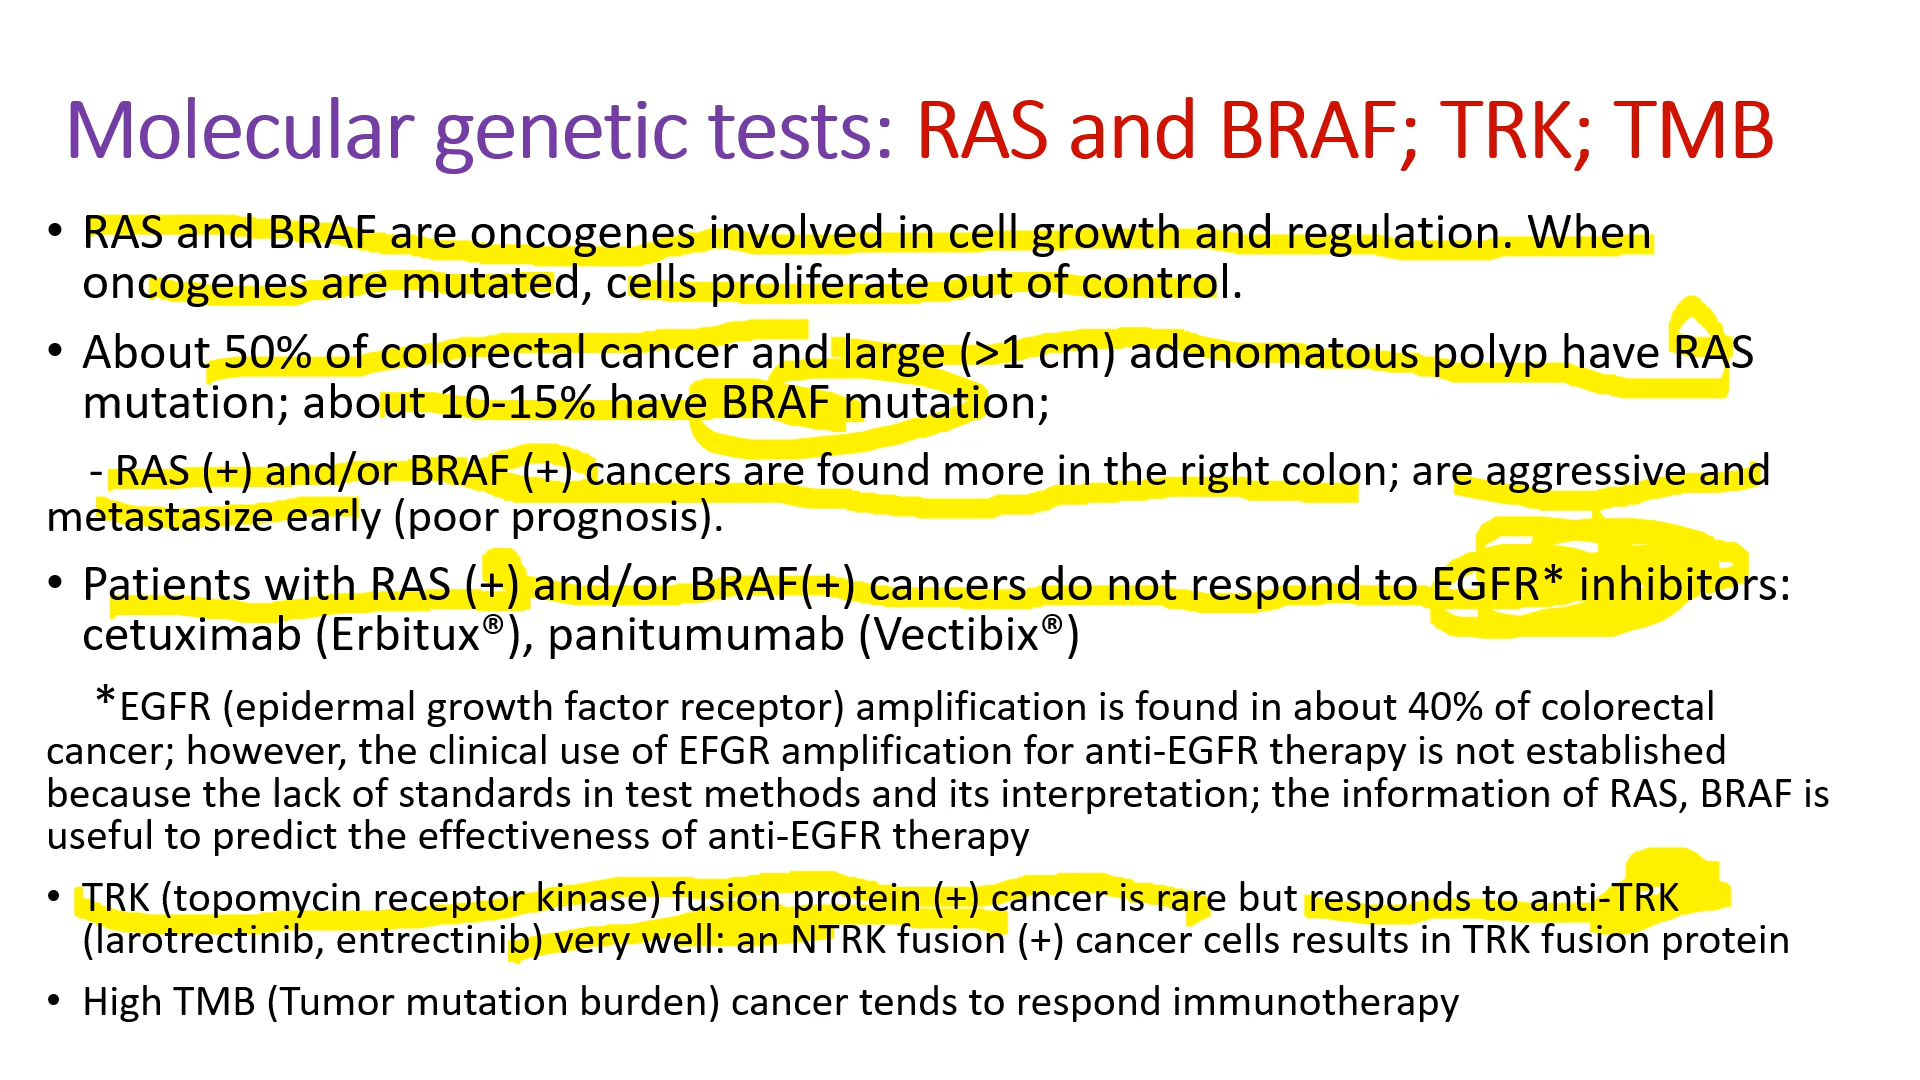 Molecular genetic tests: RAS and BRAF; TRK; TMB
• RAS and BRAF are oncogenes involved in cell growth and regulation. When
oncogenes are mutated, cells proliferate out of control.
• About 50% of colorectal cancer and large (>1 cm) adenomatous polyp have RAS
mutation; about 10-15% have BRAF mutation;
- RAS (+) and/or BRAF (+) cancers are found more in the right colon; are aggressive and
metastasize early (poor prognosis).
• Patients with RAS (+) and/or BRAF(+) cancers do not respond to EGFR* inhibitors:
cetuximab (Erbitux®), panitumumab (Vectibix®)
*EGFR (epidermal growth factor receptor) amplification is found in about 40% of colorectal
cancer; however, the clinical use of EFGR amplification for anti-EGFR therapy is not established
because the lack of standards in test methods and its interpretation; the information of RAS, BRAF is
useful to predict the effectiveness of anti-EGFR therapy
• TRK (topomycin receptor kinase) fusion protein (+) cancer is rare but responds to anti-TRK
(larotrectinib, entrectinib) very well: an NTRK fusion (+) cancer cells results in TRK fusion protein
• High TMB (Tumor mutation burden) cancer tends to respond immunotherapy